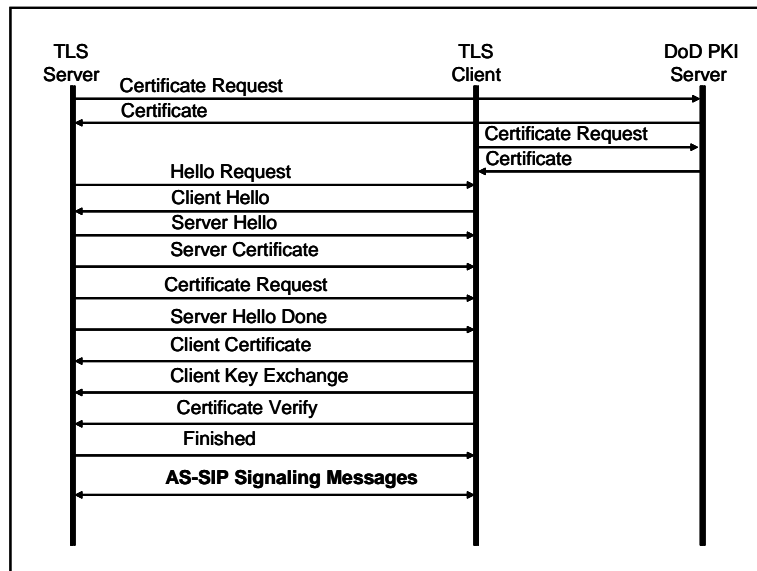 TLS
Server
TLS
Client
DoD PKI
Server
Certificate Request
Certificate
Certificate Request
Certificate
Hello Request
Client Hello
Server Hello
Server Certificate
Certificate Request
Server Hello Done
Client Certificate
Client Key Exchange
Certificate Verify
Finished
AS-SIP Signaling Messages